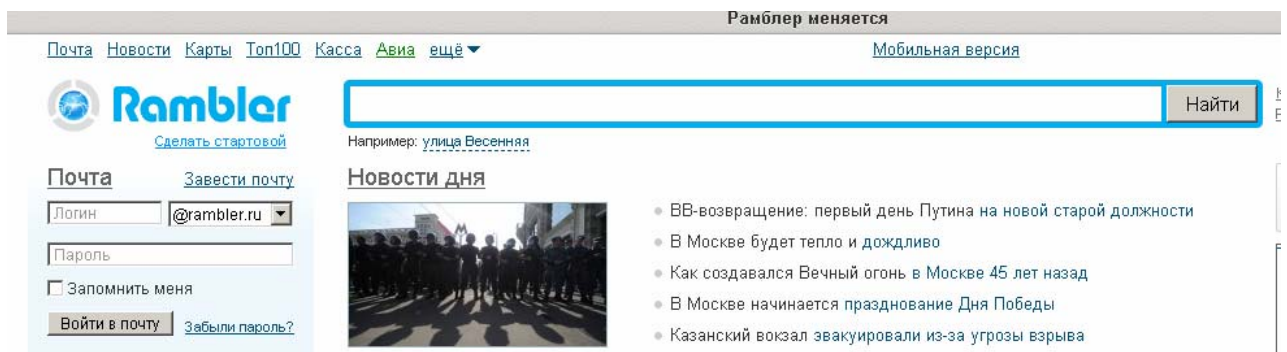 Рамблер меняется
Почта Новости Карты Топ100 Касса Авиа ещё
Мобильная версия
Rambler
Найти
Сделать стартовой
Например: улица Весенняя
Почта
Завести почту
Новости дня
Логин
@rambler.ru
Пароль
Запомнить меня
Войти в почту
Забыли пароль?
ВВ-возвращение: первый день Путина на новой старой должности
В Москве будет тепло и дождливо
Как создавался Вечный огонь в Москве 45 лет назад
В Москве начинается празднование Дня Победы
Казанский вокзал эвакуировали из-за угрозы взрыва